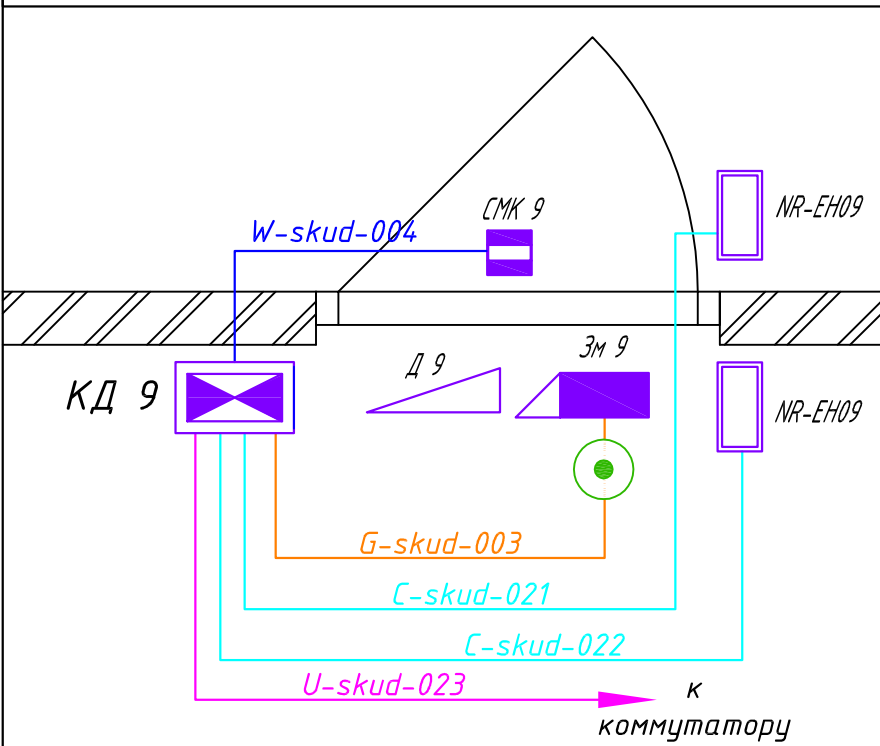 СМК 9
NR-EH09
W-skud-004
Зм 9
Д 9
КД 9
NR-EH09
G-skud-003
C-skud-021
C-skud-022
U-skud-023
к
коммутатору